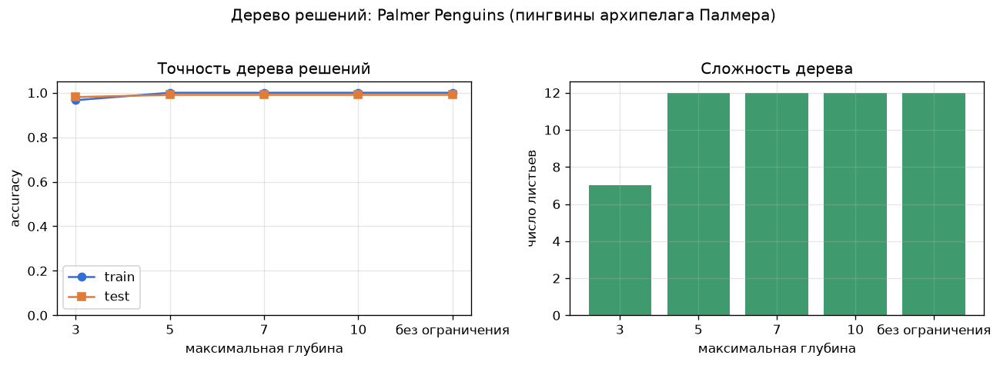 Дерево решений: Palmer Penguins (пингвины архипелага Палмера)
Точность дерева решений
accuracy
1.0
0.8
0.6
0.4
0.2
0.0
train
test
3 5 7 10 без ограничения
максимальная глубина
Сложность дерева
число листьев
12
10
8
6
4
2
0
3 5 7 10 без ограничения
максимальная глубина